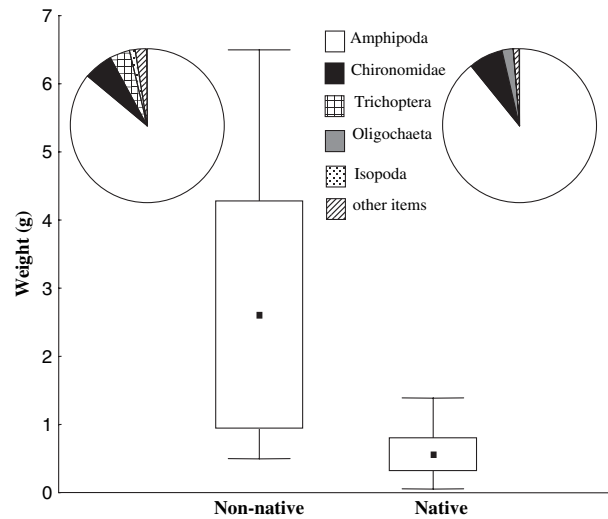 7
6
5
4
3
2
1
0
Weight (g)
Amphipoda
Chironomidae
Trichoptera
Oligochaeta
Isopoda
other items
Non-native
Native